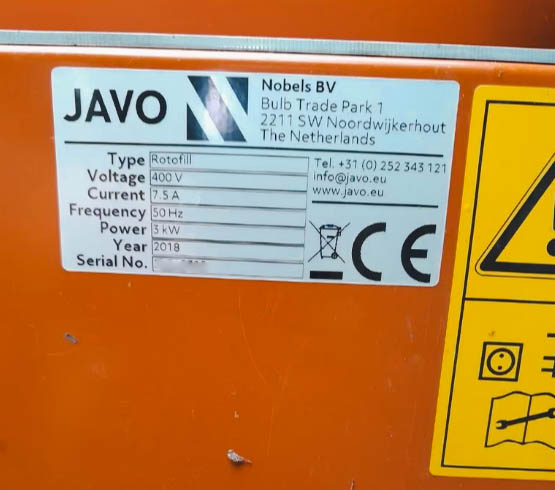 JAVO
Nobels BV
Bulb Trade Park 1
2211 SW Noordwijkerhout
The Netherlands
Type Rotofill
Voltage 400 V
Current 7.5 A
Frequency 50 Hz
Power 3 kW
Year 2018
Serial No.
Tel. +31 (0) 252 343 121
info@javo.eu
www.javo.eu
CE